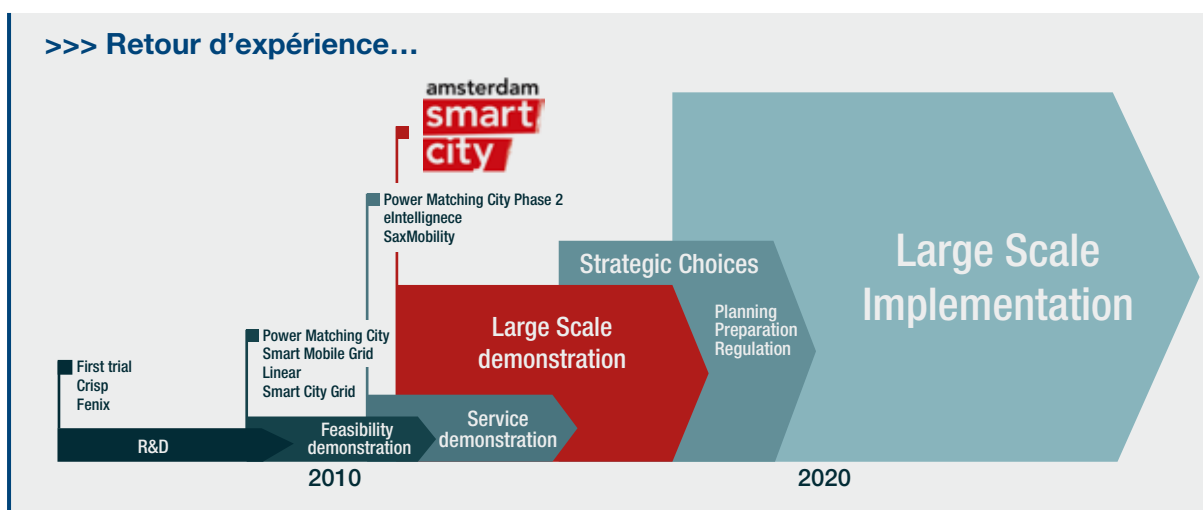 >>> Retour d’expérience…
amsterdam
smart
city
Power Matching City Phase 2
eIntellignece
SaxMobility
Strategic Choices
Large Scale
Implementation
Planning
Preparation
Regulation
Large Scale
demonstration
Power Matching City
Smart Mobile Grid
Linear
Smart City Grid
First trial
Crisp
Fenix
R&D
Feasibility
demonstration
Service
demonstration
2010
2020